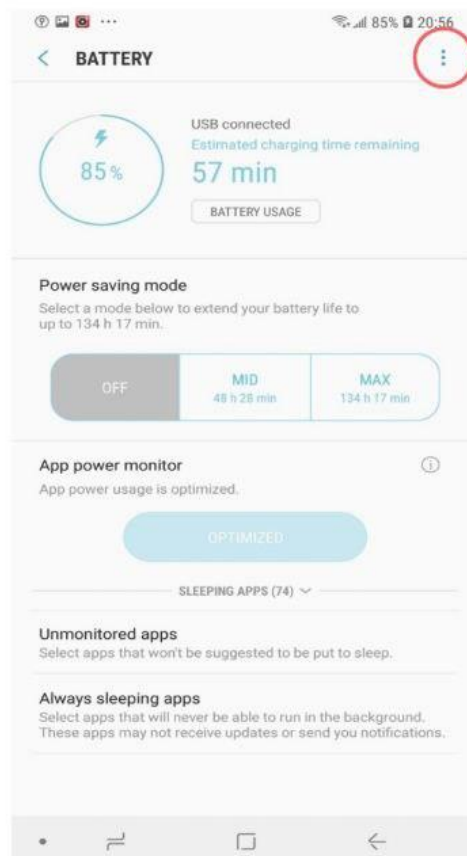 85% 20:56
BATTERY
USB connected
Estimated charging time remaining
85%
57 min
BATTERY USAGE
Power saving mode
Select a mode below to extend your battery life to
up to 134 h 17 min.
OFF
MID
MAX
48 h 28 min
134 h 17 min
App power monitor
App power usage is optimized.
OPTIMIZED
SLEEPING APPS (74)
Unmonitored apps
Select apps that won't be suggested to be put to sleep.
Always sleeping apps
Select apps that will never be able to run in the background.
These apps may not receive updates or send you notifications.